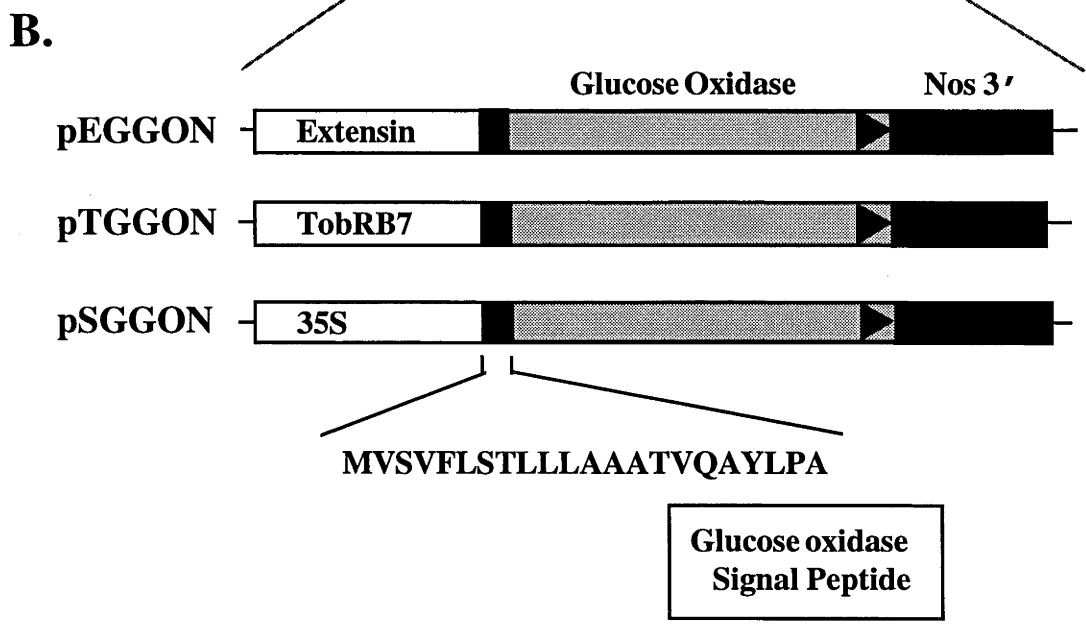 B.
Glucose Oxidase Nos 3′
pEGGON Extensin
pTGGON TobRB7
pSGGON 35S
MVSVFLSTLLLAAATVQAYLPA
Glucose oxidase
Signal Peptide